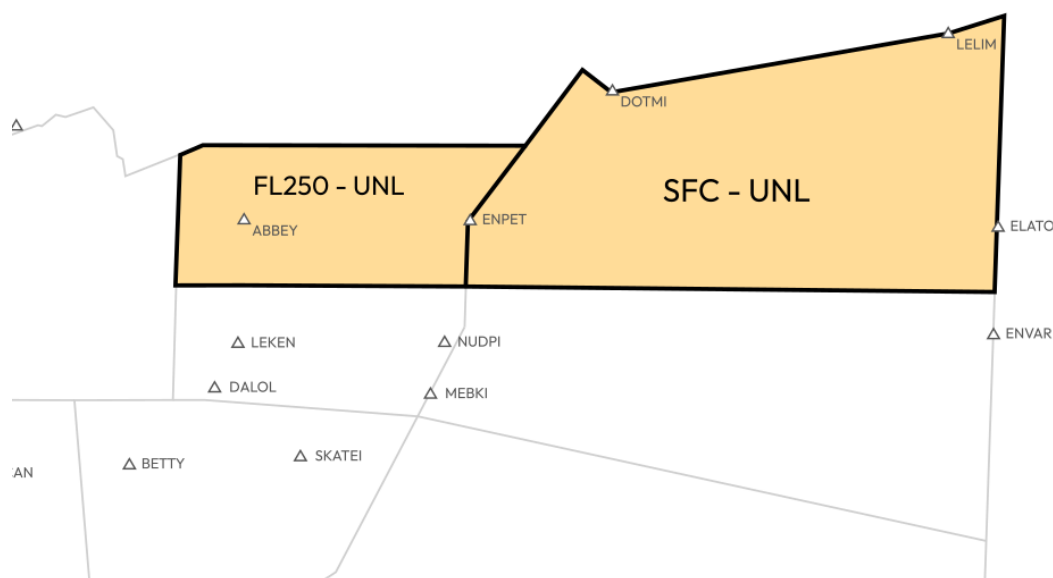 LELIM
DOTMI
FL250 - UNL
SFC - UNL
ABBEY
ENPET
ELATO
ENVAR
LEKEN
NUDPI
DALOL
MEBKI
BETTY
SKATEI